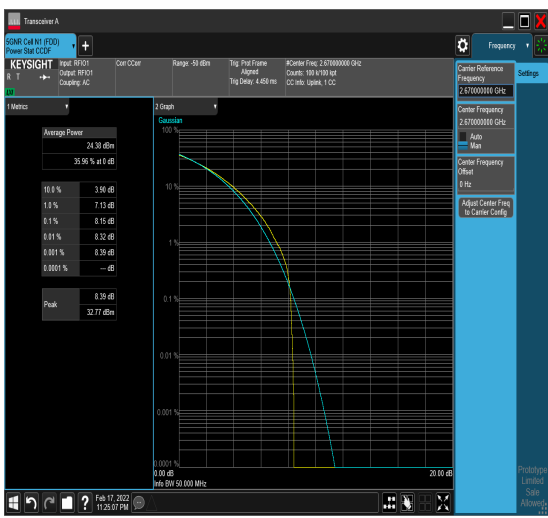 Transceiver A
5GNR Cell N1 (FDD)
Power Stat CCDF
Frequency
KEYSIGHT
R T
LXI
Input: RFIO1
Output: RFIO1
Coupling: AC
Corr CCorr
Range: -50 dBm
Trig: Prot Frame
Aligned
Trig Delay: 4.450 ms
#Center Freq: 2.670000000 GHz
Counts: 100 k/100 kpt
CC Info: Uplink, 1 CC
1 Metrics
Average Power
24.38 dBm
35.96 % at 0 dB
10.0 % 3.90 dB
1.0 % 7.13 dB
0.1 % 8.15 dB
0.01 % 8.32 dB
0.001 % 8.39 dB
0.0001 % --- dB
Peak
8.39 dB
32.77 dBm
2 Graph
Gaussian
100 %
10 %
1 %
0.1 %
0.01 %
0.001 %
0.0001 %
0.00 dB
20.00 dB
Info BW 50.000 MHz
Carrier Reference
Frequency
2.670000000 GHz
Center Frequency
2.670000000 GHz
Auto
Man
Center Frequency
Offset
0 Hz
Adjust Center Freq
to Carrier Config
Settings
Prototype
Limited
Sale
Allowed
?
Feb 17, 2022
11:25:07 PM